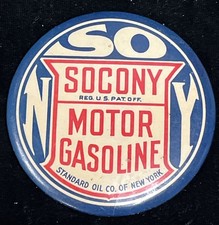 SO
N Y
SOCONY
REG. U.S. PAT. OFF.
MOTOR
GASOLINE
STANDARD OIL CO. OF NEW YORK